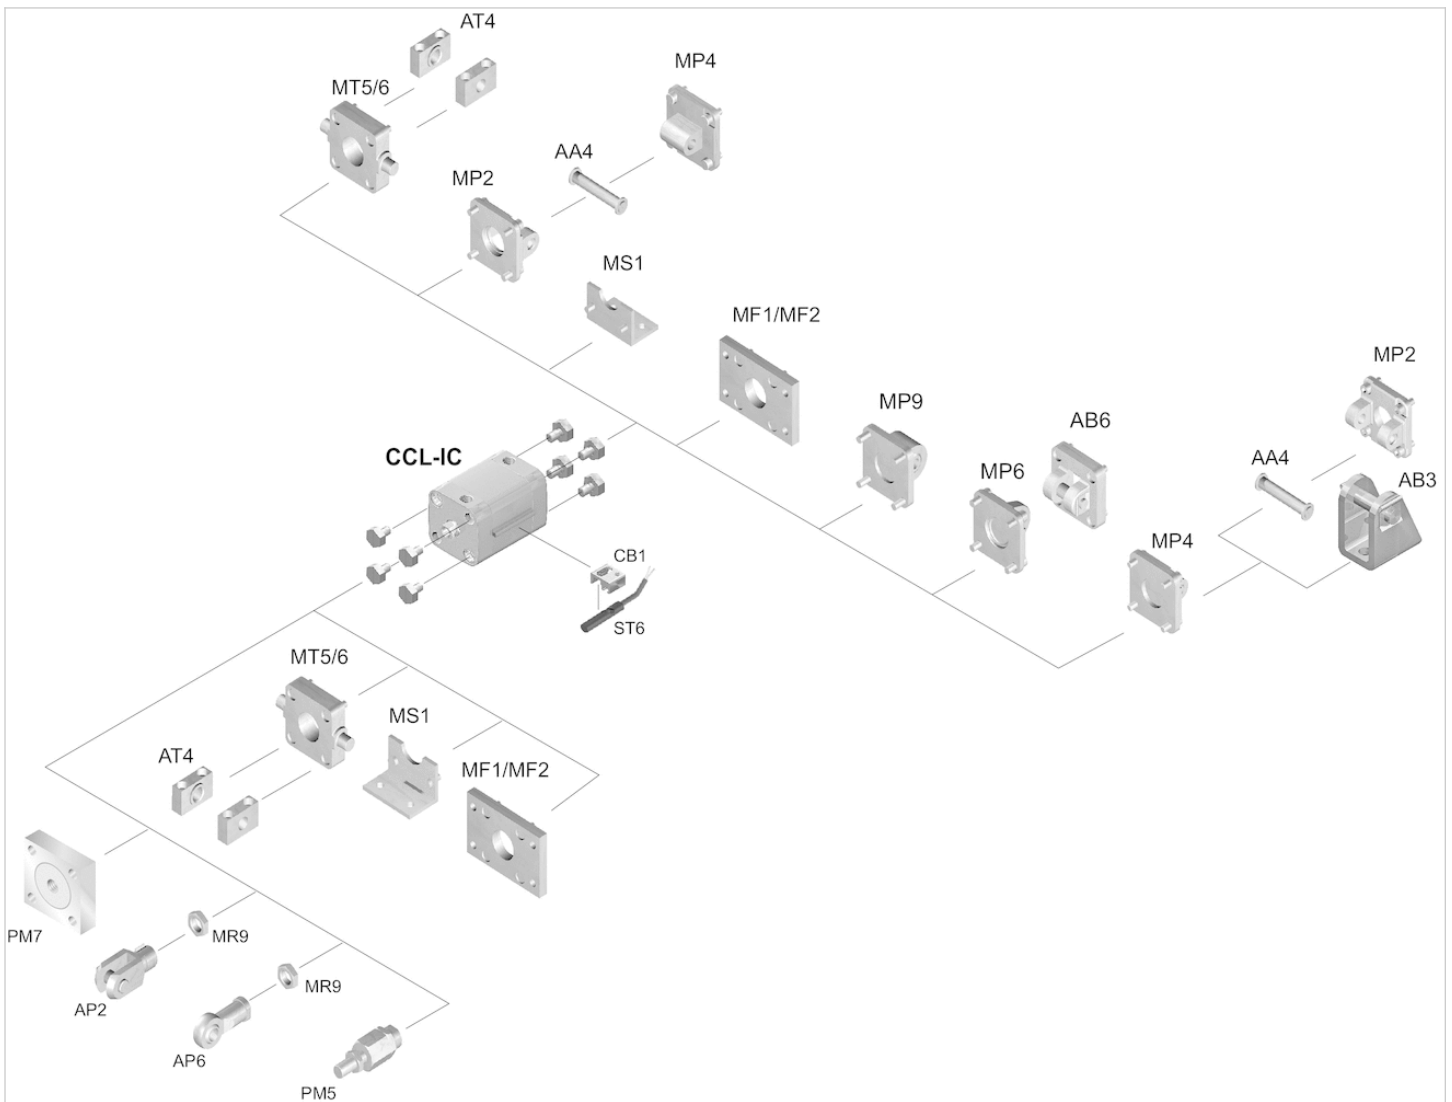 AT4
MP4
MT5/6
AA4
MP2
MS1
MF1/MF2
MP2
MP9
AB6
CCL-IC
AA4
MP6
AB3
MP4
CB1
ST6
MT5/6
MS1
AT4
MF1/MF2
PM7
MR9
MR9
AP2
AP6
PM5